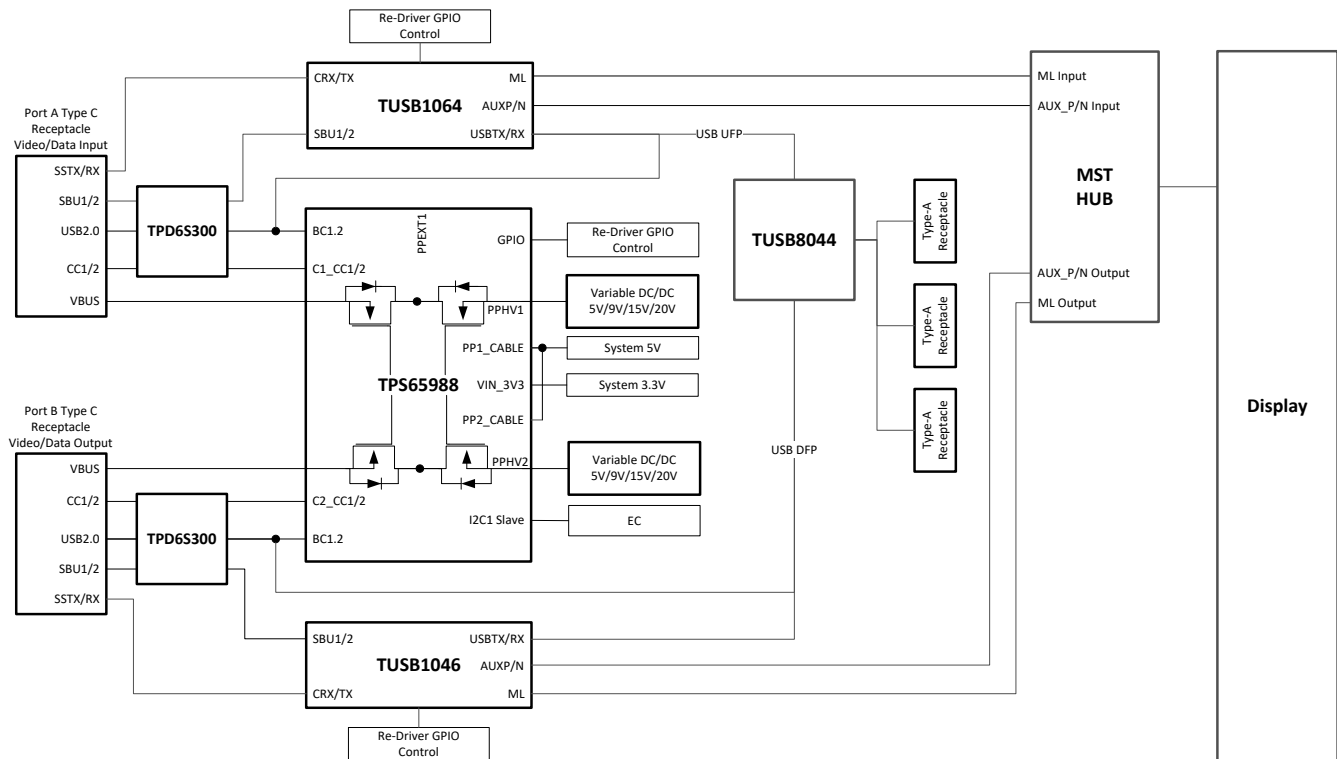 Re-Driver GPIO
Control
CRX/TX
ML
TUSB1064
AUXP/N
SBU1/2
USBTX/RX
USB UFP
ML Input
AUX_P/N Input
MST
HUB
AUX_P/N Output
ML Output
Display
Port A Type C
Receptacle
Video/Data Input
SSTX/RX
SBU1/2
USB2.0
CC1/2
VBUS
TPD6S300
BC1.2
C1_CC1/2
PPEXT1
GPIO
Re-Driver GPIO
Control
PPHV1
Variable DC/DC
5V/9V/15V/20V
PP1_CABLE
System 5V
TPS65988
VIN_3V3
System 3.3V
PP2_CABLE
PPHV2
Variable DC/DC
5V/9V/15V/20V
C2_CC1/2
I2C1 Slave
EC
BC1.2
TUSB8044
Type-A
Receptacle
Type-A
Receptacle
Type-A
Receptacle
USB DFP
Port B Type C
Receptacle
Video/Data Output
VBUS
CC1/2
USB2.0
SBU1/2
SSTX/RX
TPD6S300
SBU1/2
USBTX/RX
TUSB1046
AUXP/N
CRX/TX
ML
Re-Driver GPIO
Control